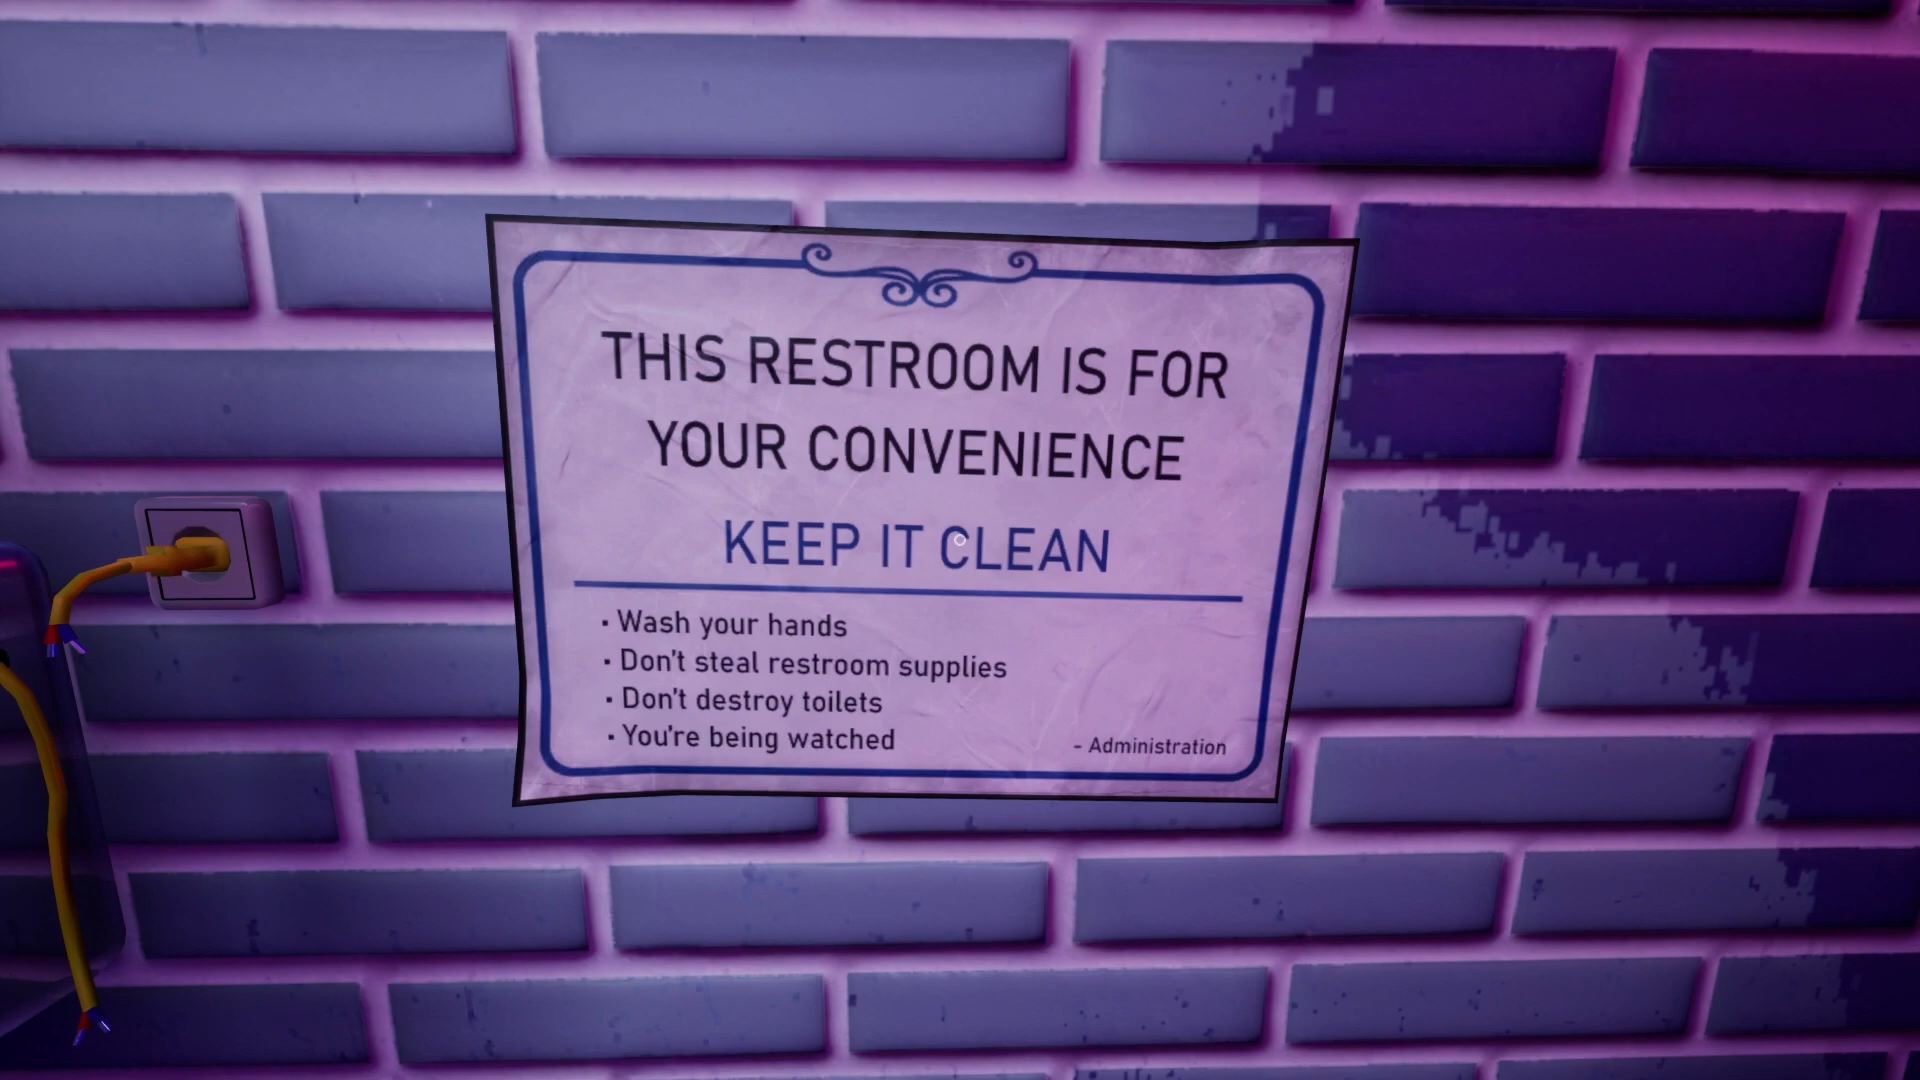 THIS RESTROOM IS FOR
YOUR CONVENIENCE
KEEP IT CLEAN
· Wash your hands
· Don't steal restroom supplies
· Don't destroy toilets
· You're being watched
- Administration